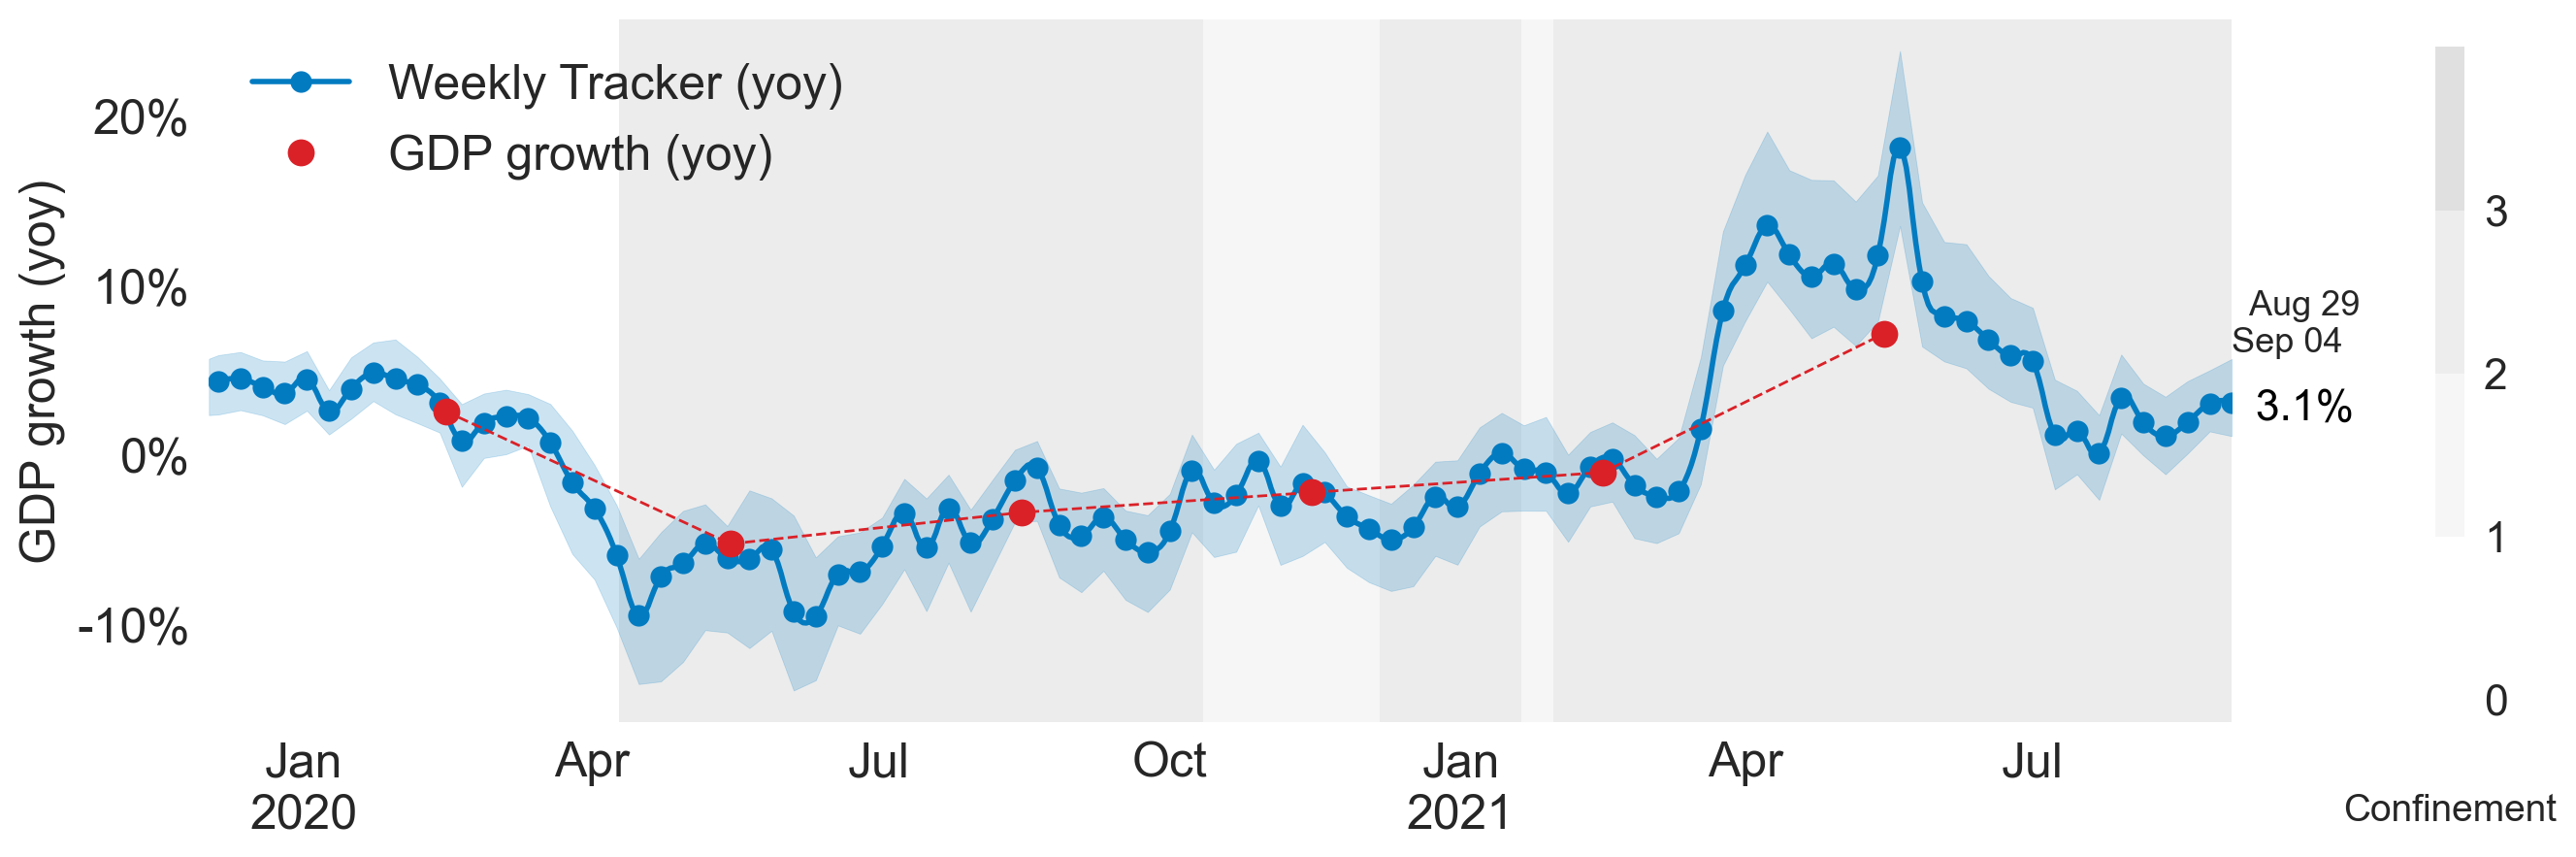 Weekly Tracker (yoy)
GDP growth (yoy)
GDP growth (yoy)
20%
10%
0%
-10%
Jan
2020
Apr
Jul
Oct
Jan
2021
Apr
Jul
Aug 29
Sep 04
3.1%
3
2
1
0
Confinement